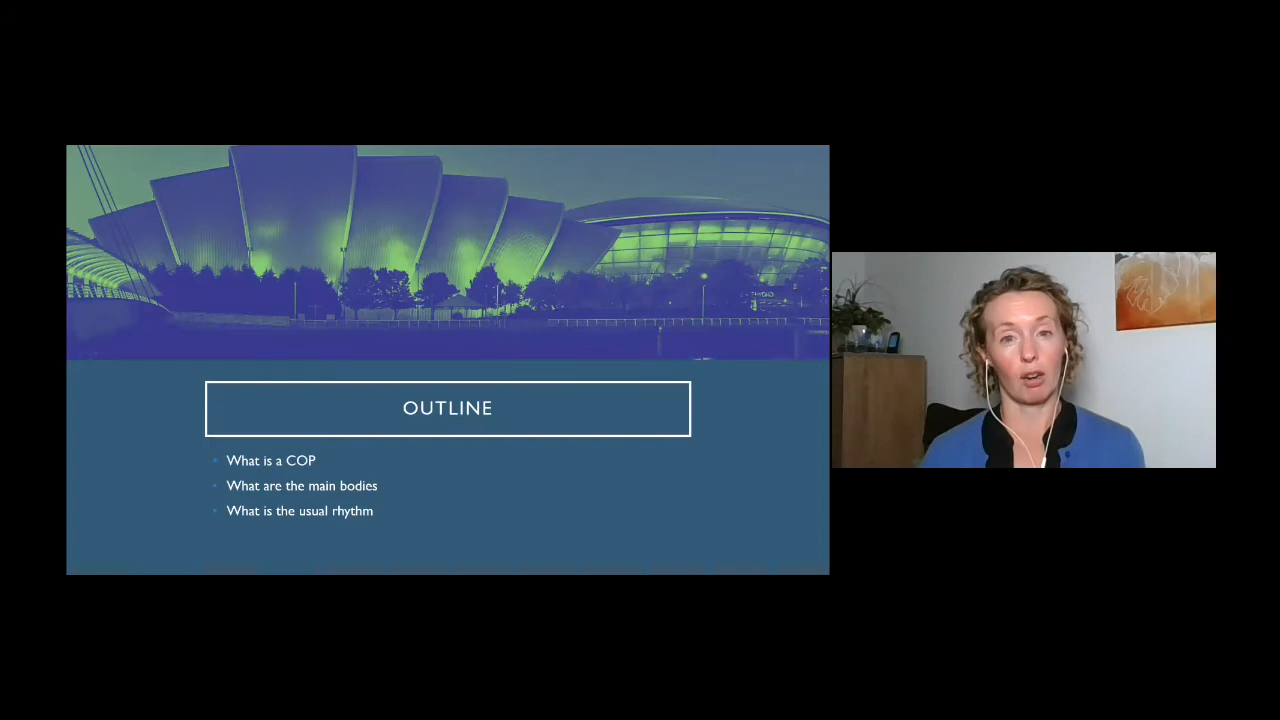 OUTLINE
What is a COP
What are the main bodies
What is the usual rhythm